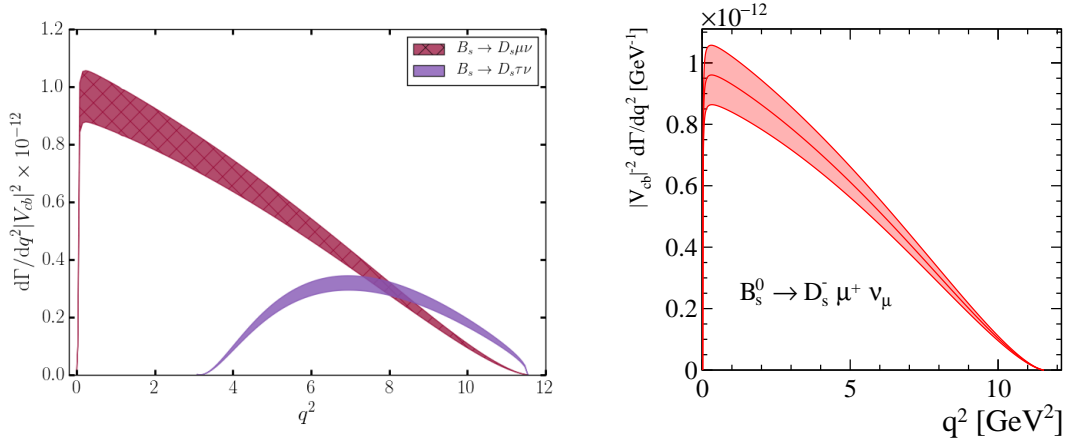 1.2
1.0
0.8
0.6
0.4
0.2
0.0
0 2 4 6 8 10 12
q²
dΓ/dq²|V_cb|² × 10⁻¹²
B_s → D_s μν
B_s → D_s τν
×10⁻¹²
1
0.8
0.6
0.4
0.2
0
0 5 10
q² [GeV²]
|V_cb|⁻² dΓ/dq² [GeV⁻¹]
B_s⁰ → D_s⁻ μ⁺ ν_μ